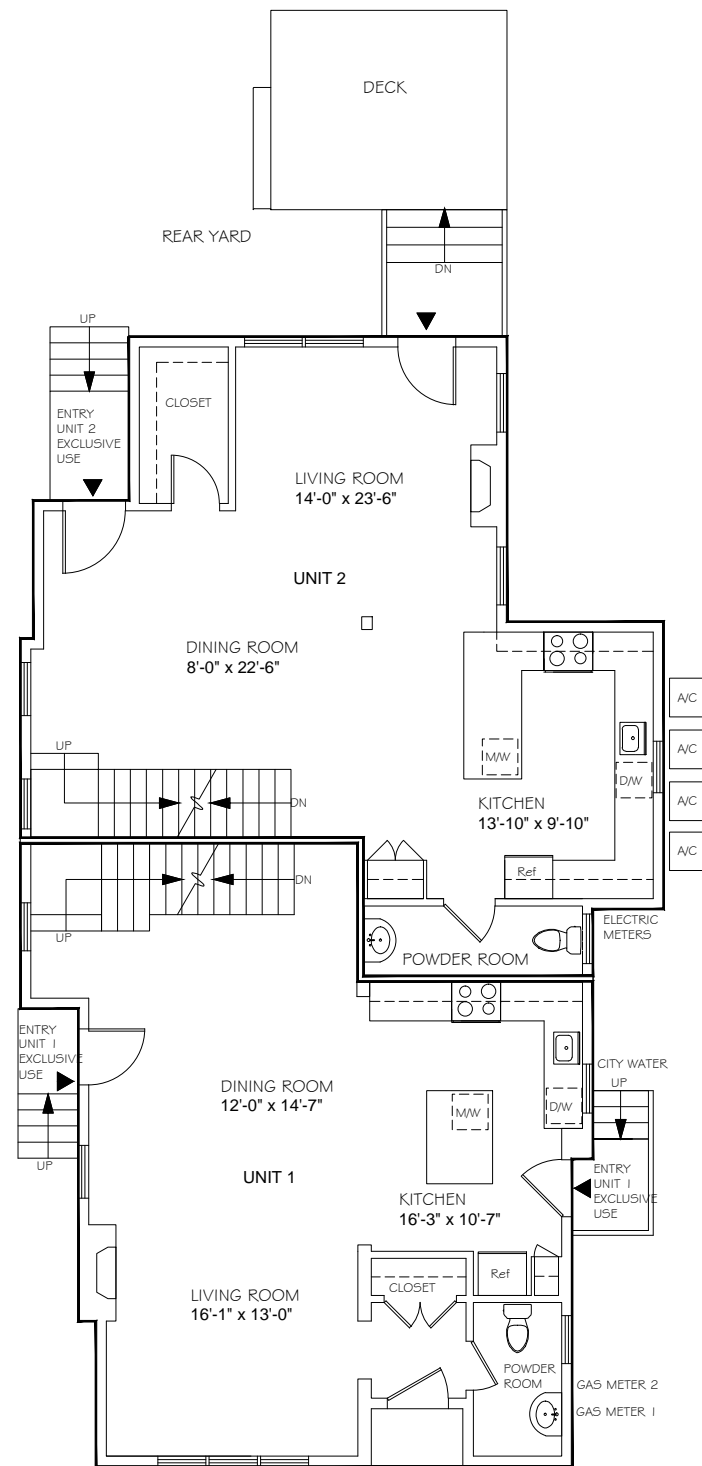 DECK
REAR YARD
DN
UP
ENTRY
UNIT 2
EXCLUSIVE
USE
CLOSET
LIVING ROOM
14'-0" x 23'-6"
UNIT 2
DINING ROOM
8'-0" x 22'-6"
A/C
A/C
A/C
A/C
M/W
D/W
UP
DN
KITCHEN
13'-10" x 9'-10"
Ref
DN
UP
ELECTRIC
METERS
POWDER ROOM
ENTRY
UNIT 1
EXCLUSIVE
USE
UP
CITY WATER
UP
DINING ROOM
12'-0" x 14'-7"
M/W
D/W
UNIT 1
ENTRY
UNIT 1
EXCLUSIVE
USE
KITCHEN
16'-3" x 10'-7"
Ref
CLOSET
LIVING ROOM
16'-1" x 13'-0"
POWDER
ROOM
GAS METER 2
GAS METER 1